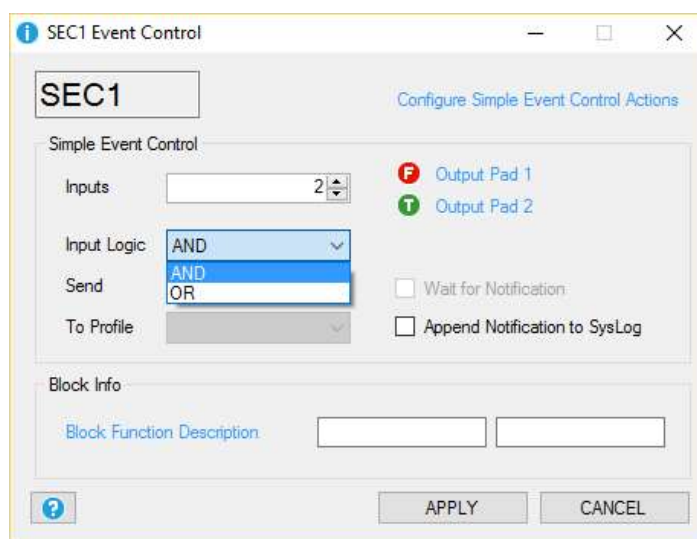 SEC1 Event Control
SEC1
Configure Simple Event Control Actions
Simple Event Control
Inputs
2
F Output Pad 1
T Output Pad 2
Input Logic
AND
AND
OR
Send
Wait for Notification
To Profile
Append Notification to SysLog
Block Info
Block Function Description
?
APPLY
CANCEL